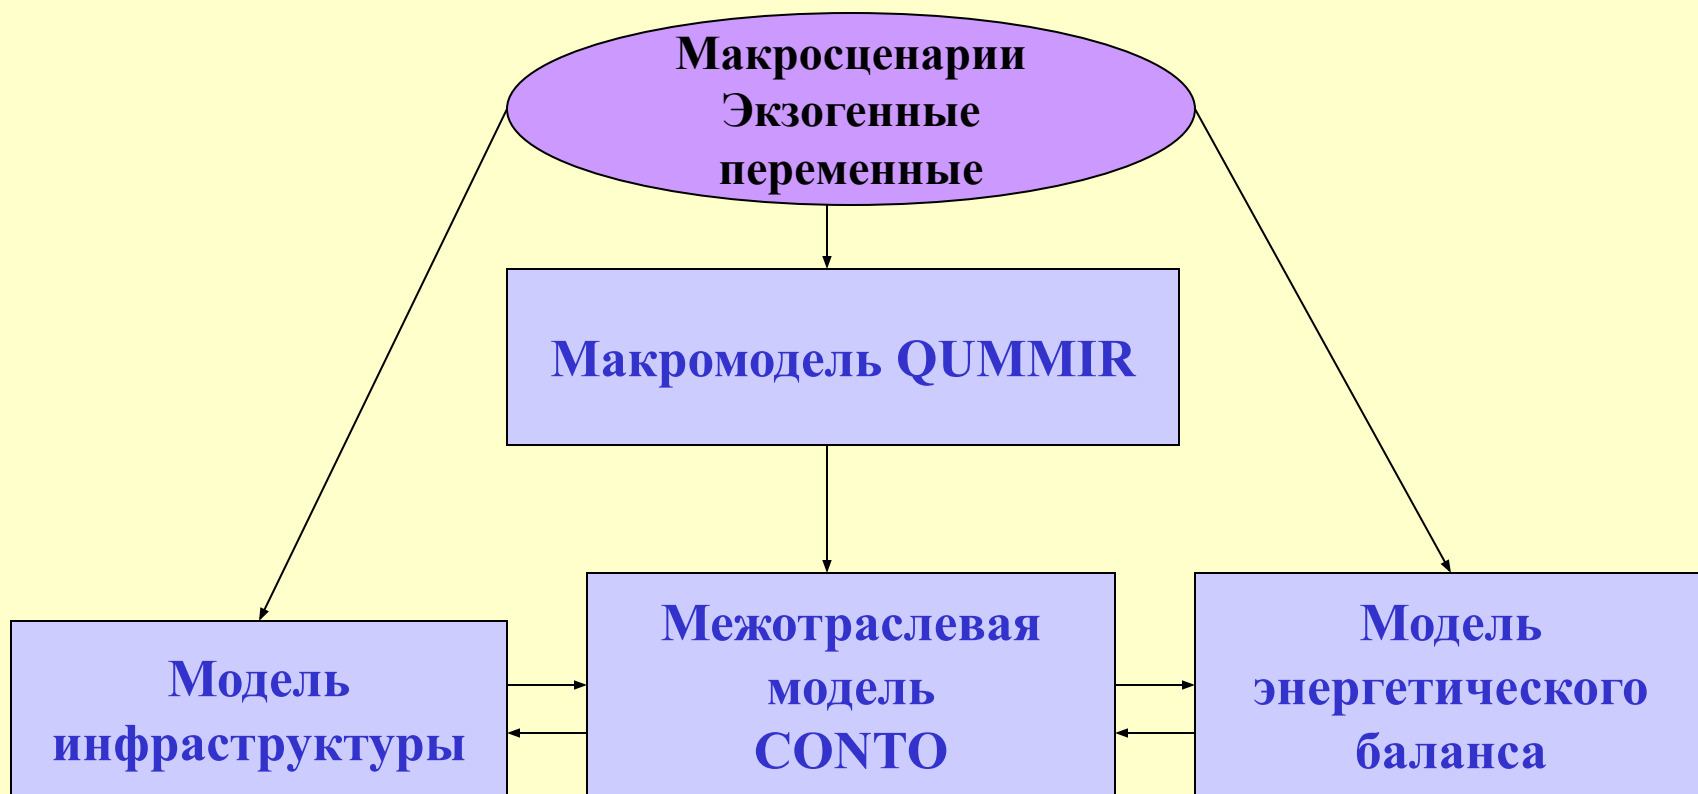 Макросценарии
Экзогенные
переменные
Макромодель QUMMIR
Модель
инфраструктуры
Межотраслевая
модель
CONTO
Модель
энергетического
баланса